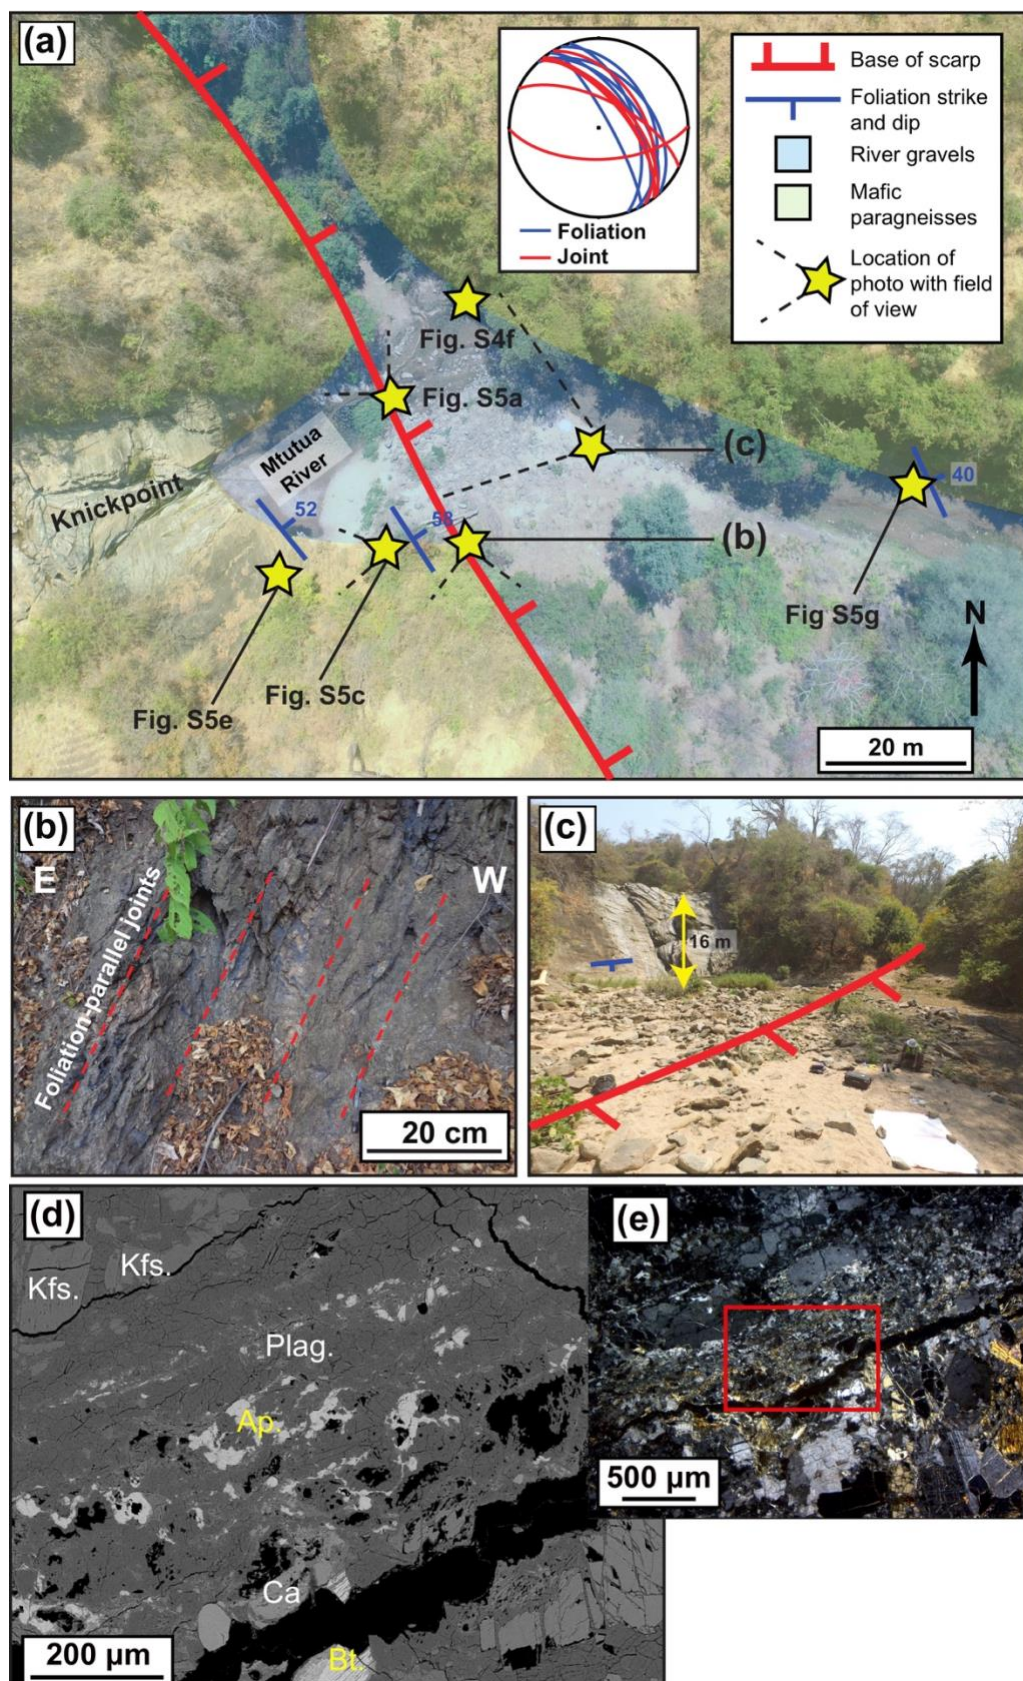 (a)
Foliation
Joint
Base of scarp
Foliation strike
and dip
River gravels
Mafic
paragneisses
Location of
photo with field
of view
Fig. S4f
Fig. S5a
(c)
Mtutua
River
Knickpoint
52
53
40
(b)
Fig S5g
N
Fig. S5c
Fig. S5e
20 m
(b)
E
W
Foliation-parallel joints
20 cm
(c)
16 m
(d)
Kfs.
Kfs.
Plag.
Ap.
Ca
Bt.
200 µm
(e)
500 µm